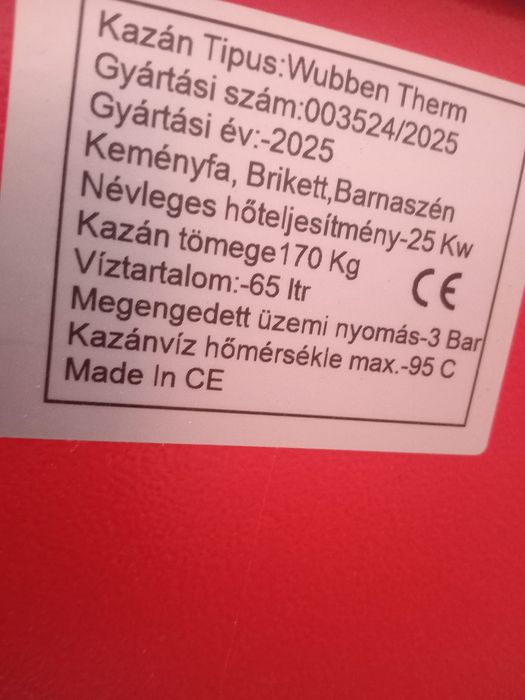 Kazán Tipus:Wubben Therm
Gyártási szám:003524/2025
Gyártási év:-2025
Keményfa, Brikett,Barnaszén
Névleges hőteljesítmény-25 Kw
Kazán tömege170 Kg
CE
Víztartalom:-65 ltr
Megengedett üzemi nyomás-3 Bar
Kazánvíz hőmérsékle max.-95 C
Made In CE